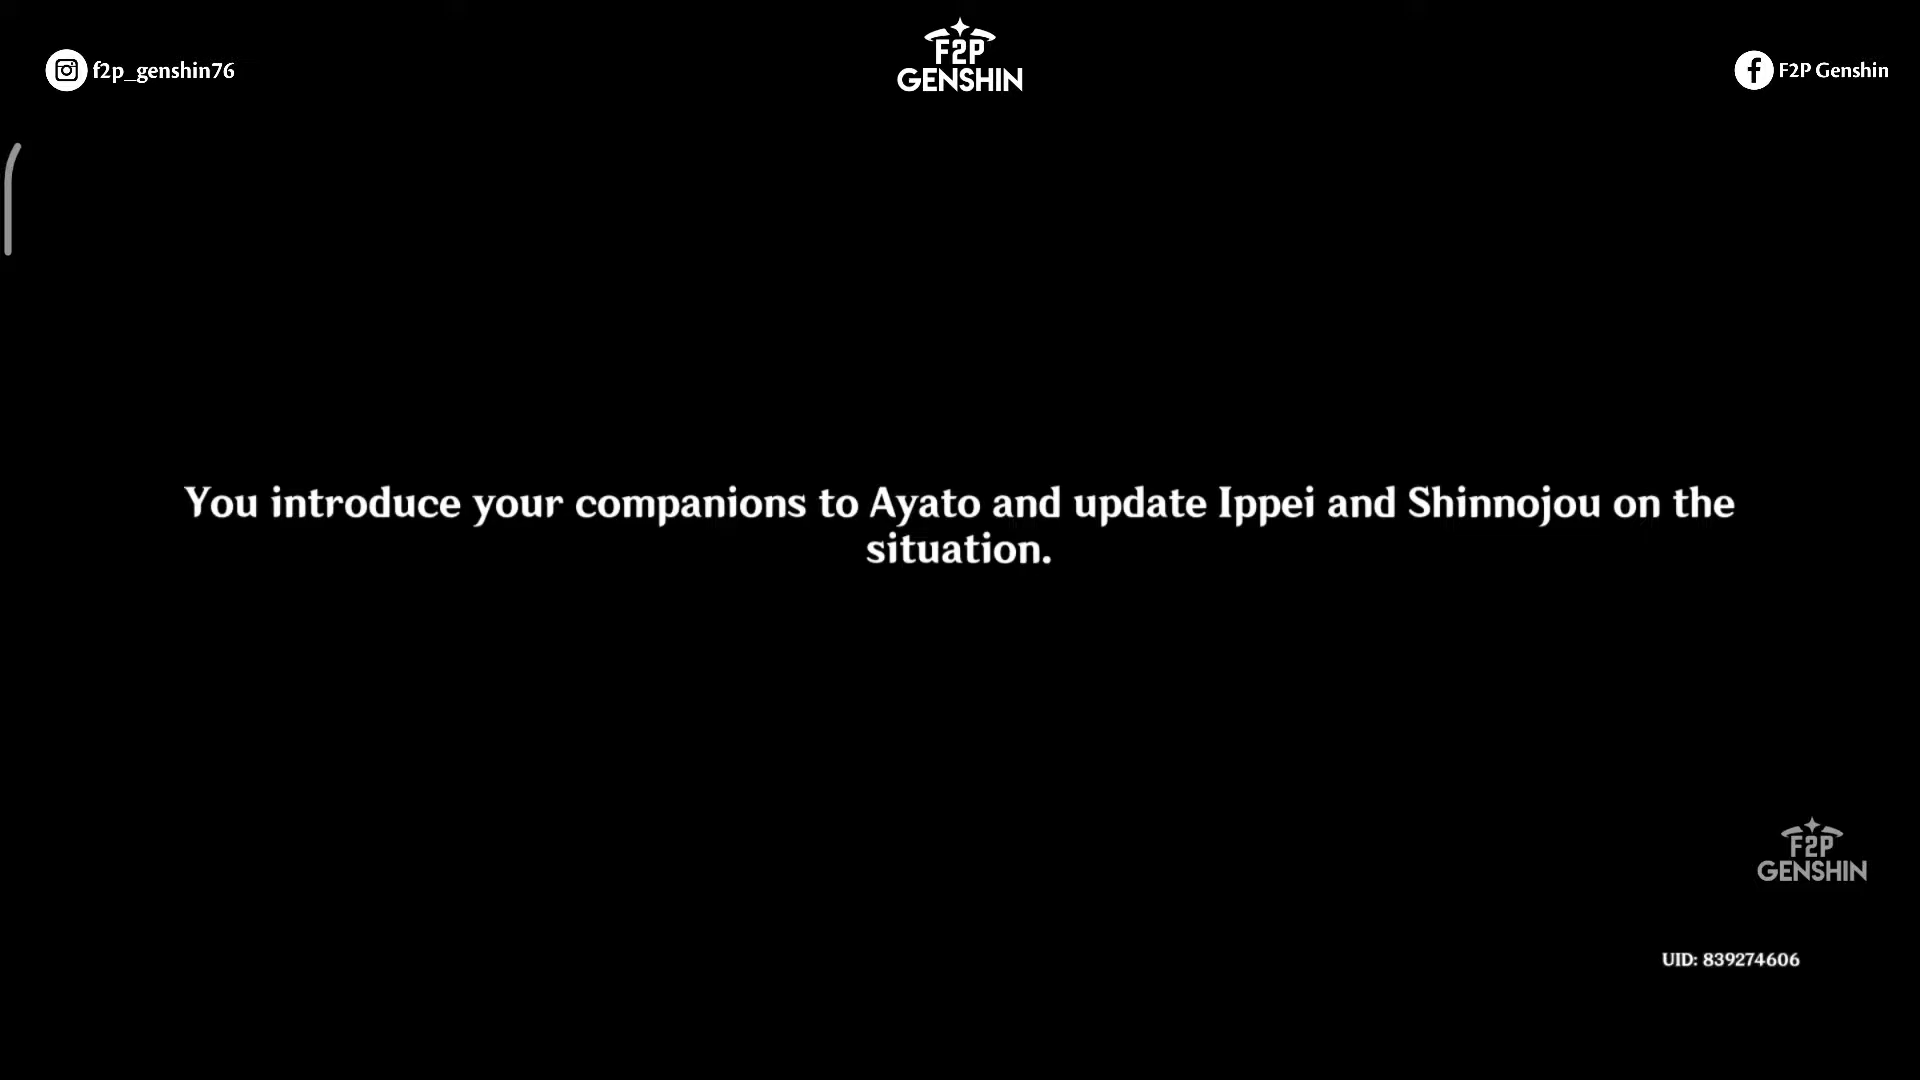 f2p_genshin76
F2P
GENSHIN
F2P Genshin
You introduce your companions to Ayato and update Ippei and Shinnojou on the
situation.
F2P
GENSHIN
UID: 839274606